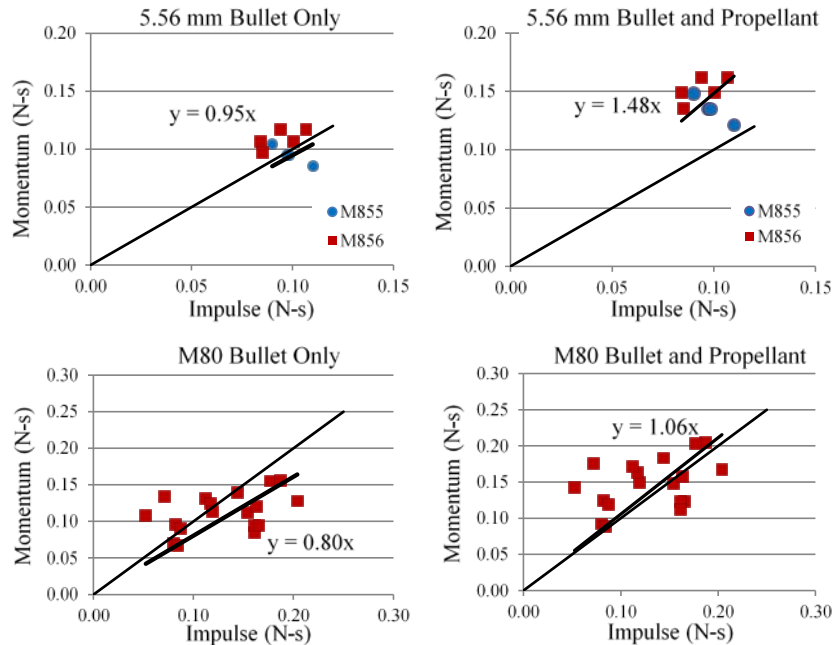 5.56 mm Bullet Only
Momentum (N-s)
0.20
0.15
0.10
0.05
0.00
y = 0.95x
M855
M856
0.00 0.05 0.10 0.15
Impulse (N-s)
5.56 mm Bullet and Propellant
Momentum (N-s)
0.20
0.15
0.10
0.05
0.00
y = 1.48x
M855
M856
0.00 0.05 0.10 0.15
Impulse (N-s)
M80 Bullet Only
Momentum (N-s)
0.30
0.25
0.20
0.15
0.10
0.05
0.00
y = 0.80x
0.00 0.10 0.20 0.30
Impulse (N-s)
M80 Bullet and Propellant
Momentum (N-s)
0.30
0.25
0.20
0.15
0.10
0.05
0.00
y = 1.06x
0.00 0.10 0.20 0.30
Impulse (N-s)